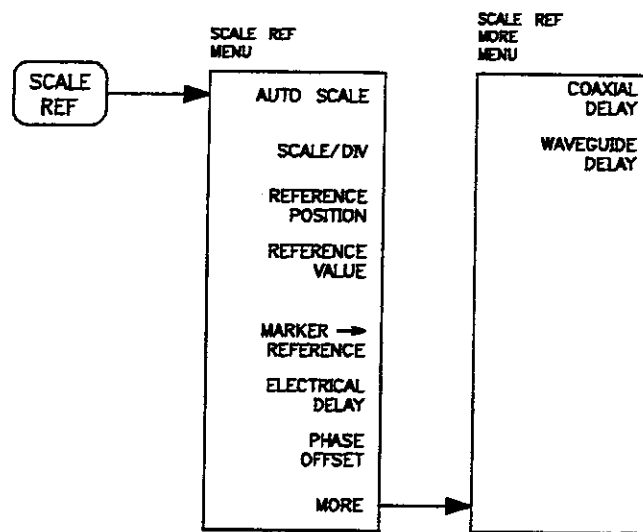 SCALE REF
MENU
SCALE REF
MORE
MENU
SCALE
REF
AUTO SCALE
SCALE/DIV
REFERENCE
POSITION
REFERENCE
VALUE
MARKER →
REFERENCE
ELECTRICAL
DELAY
PHASE
OFFSET
MORE
COAXIAL
DELAY
WAVEGUIDE
DELAY